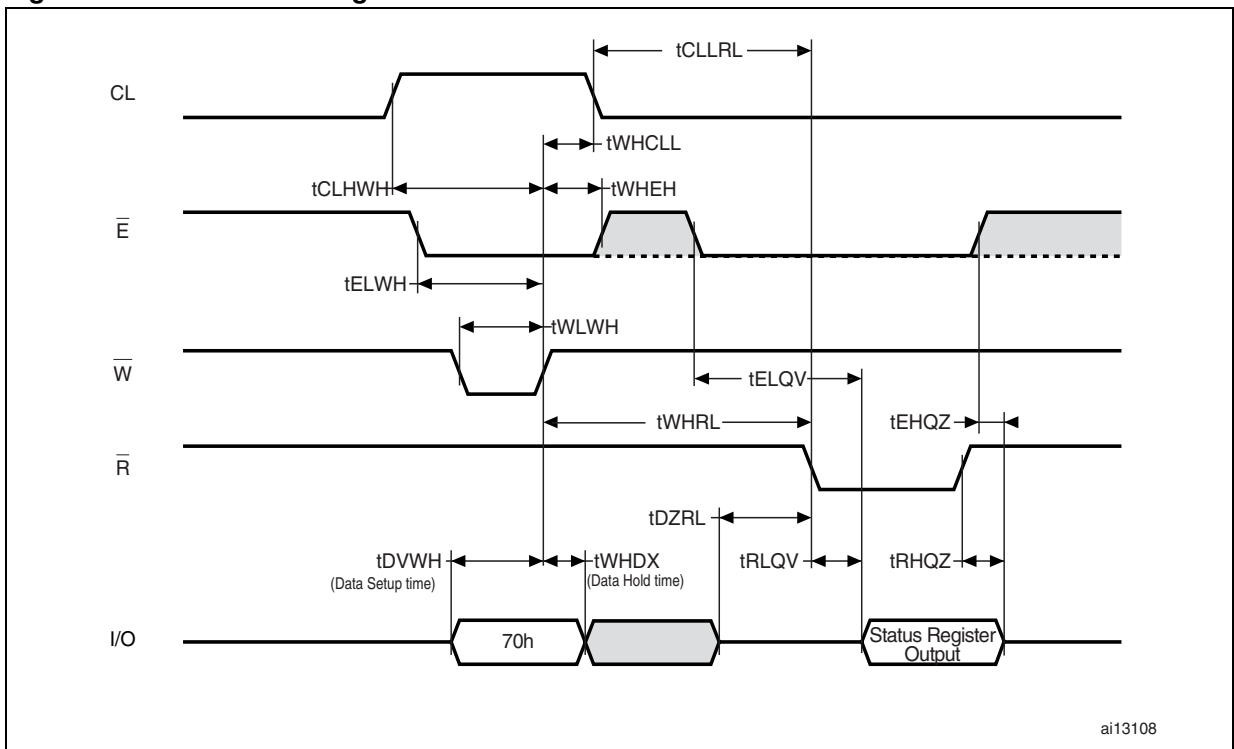 tCLLRL
CL
tWHCLL
tCLHWH
tWHEH
E
tELWH
tWLWH
W
tELQV
tWHRL
tEHQZ
R
tDZRL
tDVWH
(Data Setup time)
tWHDX
(Data Hold time)
tRLQV
tRHQZ
I/O
70h
Status Register
Output
ai13108